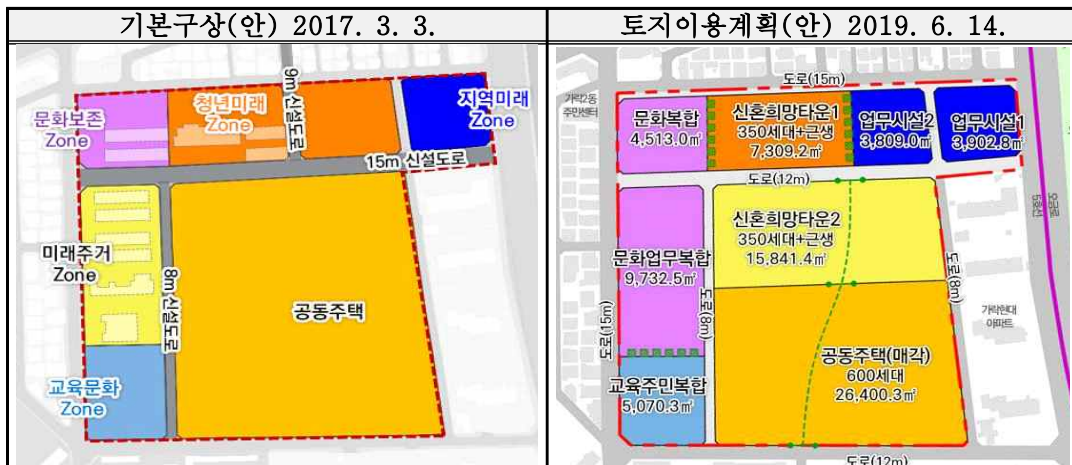 기본구상(안) 2017. 3. 3.
토지이용계획(안) 2019. 6. 14.
문화보존
Zone
청년미래
Zone
9m 신설도로
지역미래
Zone
15m 신설도로
미래주거
Zone
8m 신설도로
공동주택
교육문화
Zone
도로(15m)
가락2동
주민센터
문화복합
4,513.0㎡
신혼희망타운1
350세대+근생
7,309.2㎡
업무시설2
3,809.0㎡
업무시설1
3,902.8㎡
도로(12m)
신혼희망타운2
350세대+근생
15,841.4㎡
문화업무복합
9,732.5㎡
도로(8m)
도로(8m)
도로(15m)
가락현대
아파트
공동주택(매각)
600세대
26,400.3㎡
교육주민복합
5,070.3㎡
도로(12m)